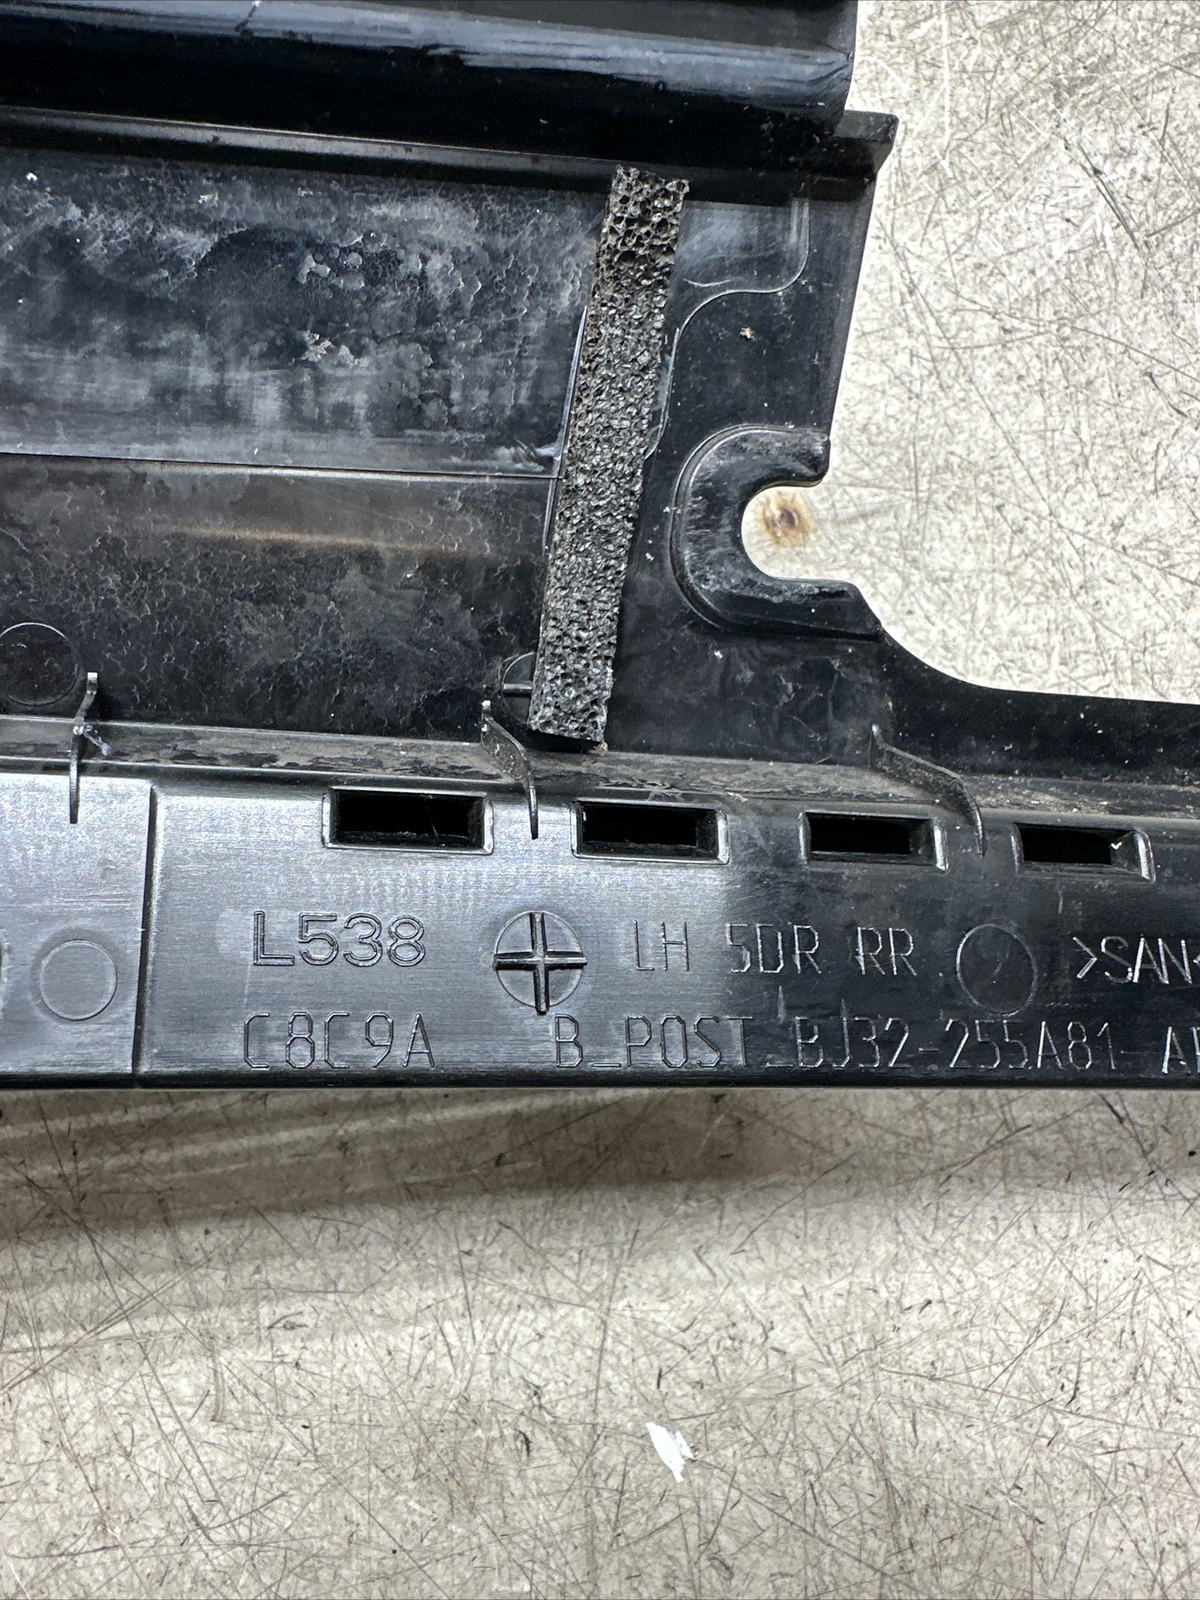 L538 LH 5DR RR >SAN<
C8C9A B_POST BJ32-255A81-